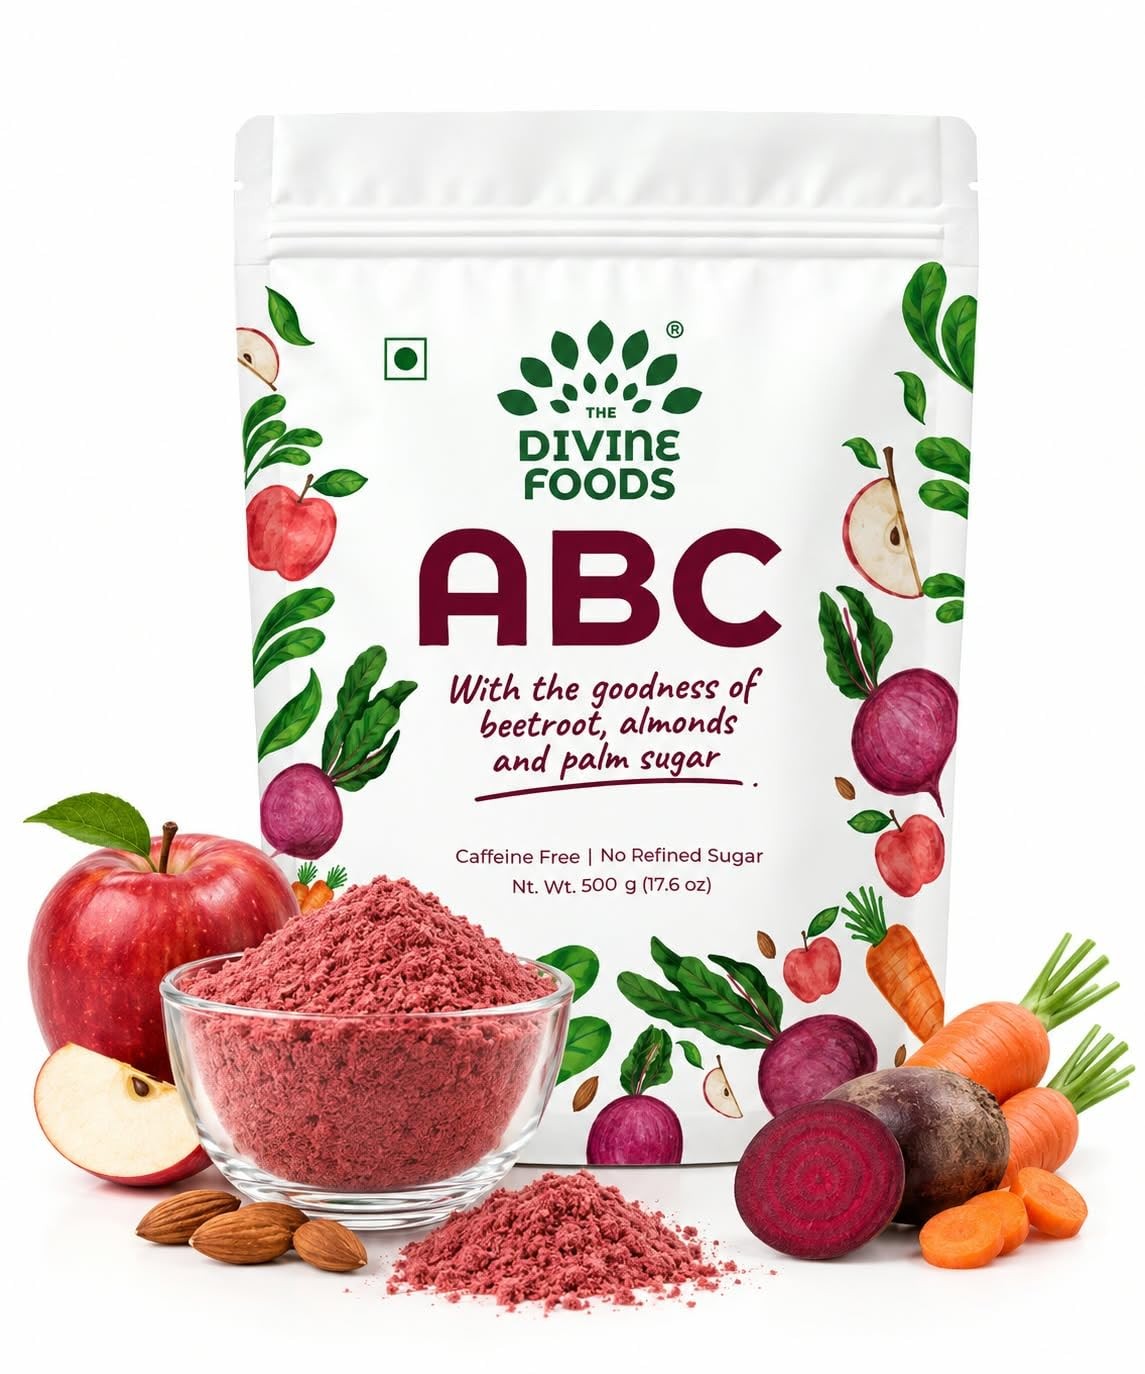 ®
THE
DIVINE
FOODS
ABC
With the goodness of
beetroot, almonds
and palm sugar
Caffeine Free | No Refined Sugar
Nt. Wt. 500 g (17.6 oz)